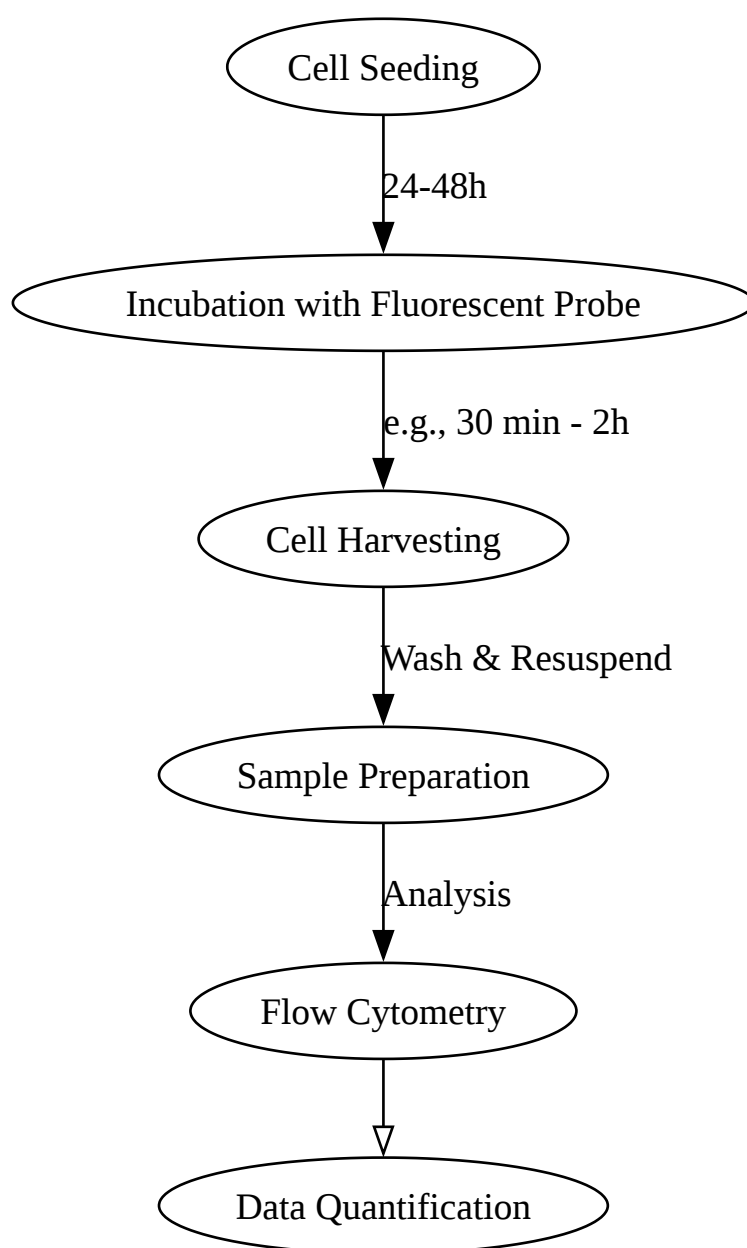 Cell Seeding
24-48h
Incubation with Fluorescent Probe
e.g., 30 min - 2h
Cell Harvesting
Wash & Resuspend
Sample Preparation
Analysis
Flow Cytometry
Data Quantification